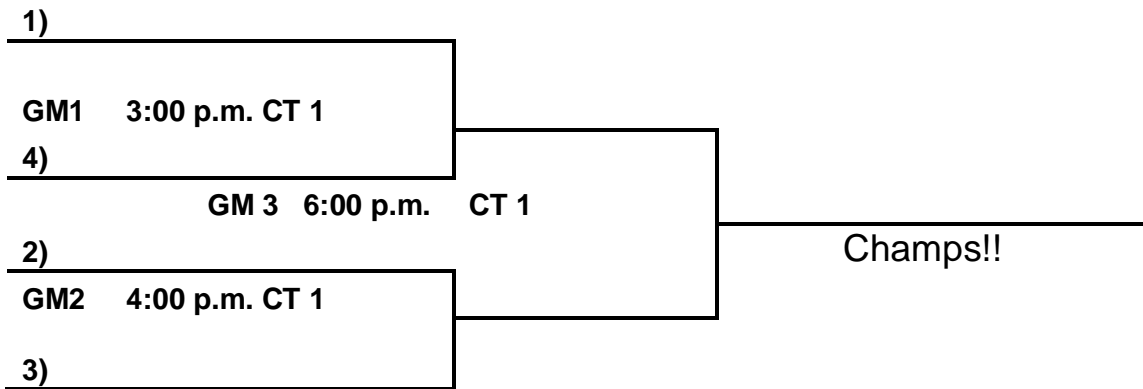 1)
GM1 3:00 p.m. CT 1
4)
GM 3 6:00 p.m. CT 1
2)
Champs!!
GM2 4:00 p.m. CT 1
3)